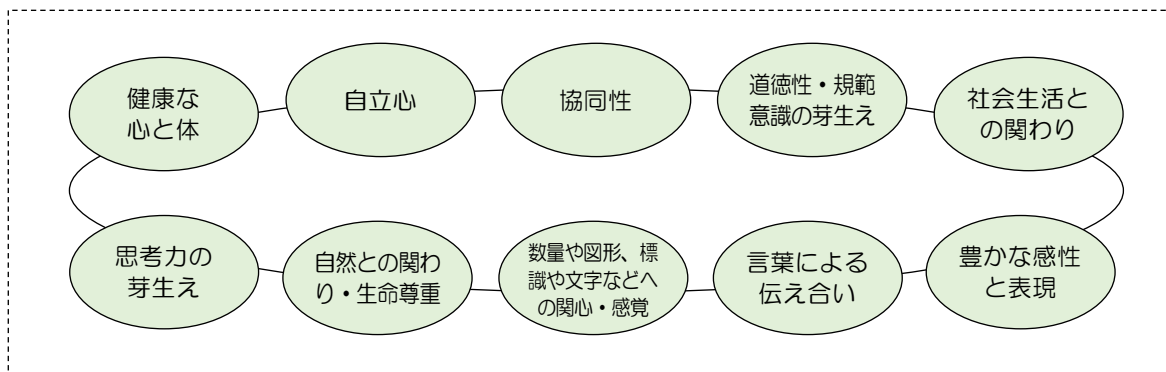 健康な
心と体
自立心
協同性
道徳性・規範
意識の芽生え
社会生活と
の関わり
思考力の
芽生え
自然との関わ
り・生命尊重
数量や図形、標
識や文字などへ
の関心・感覚
言葉による
伝え合い
豊かな感性
と表現